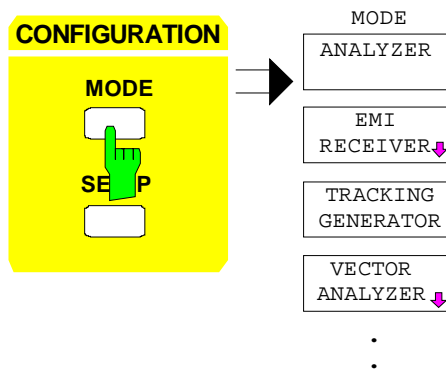 CONFIGURATION
MODE
SE P
MODE
ANALYZER
EMI
RECEIVER
TRACKING
GENERATOR
VECTOR
ANALYZER
.
.